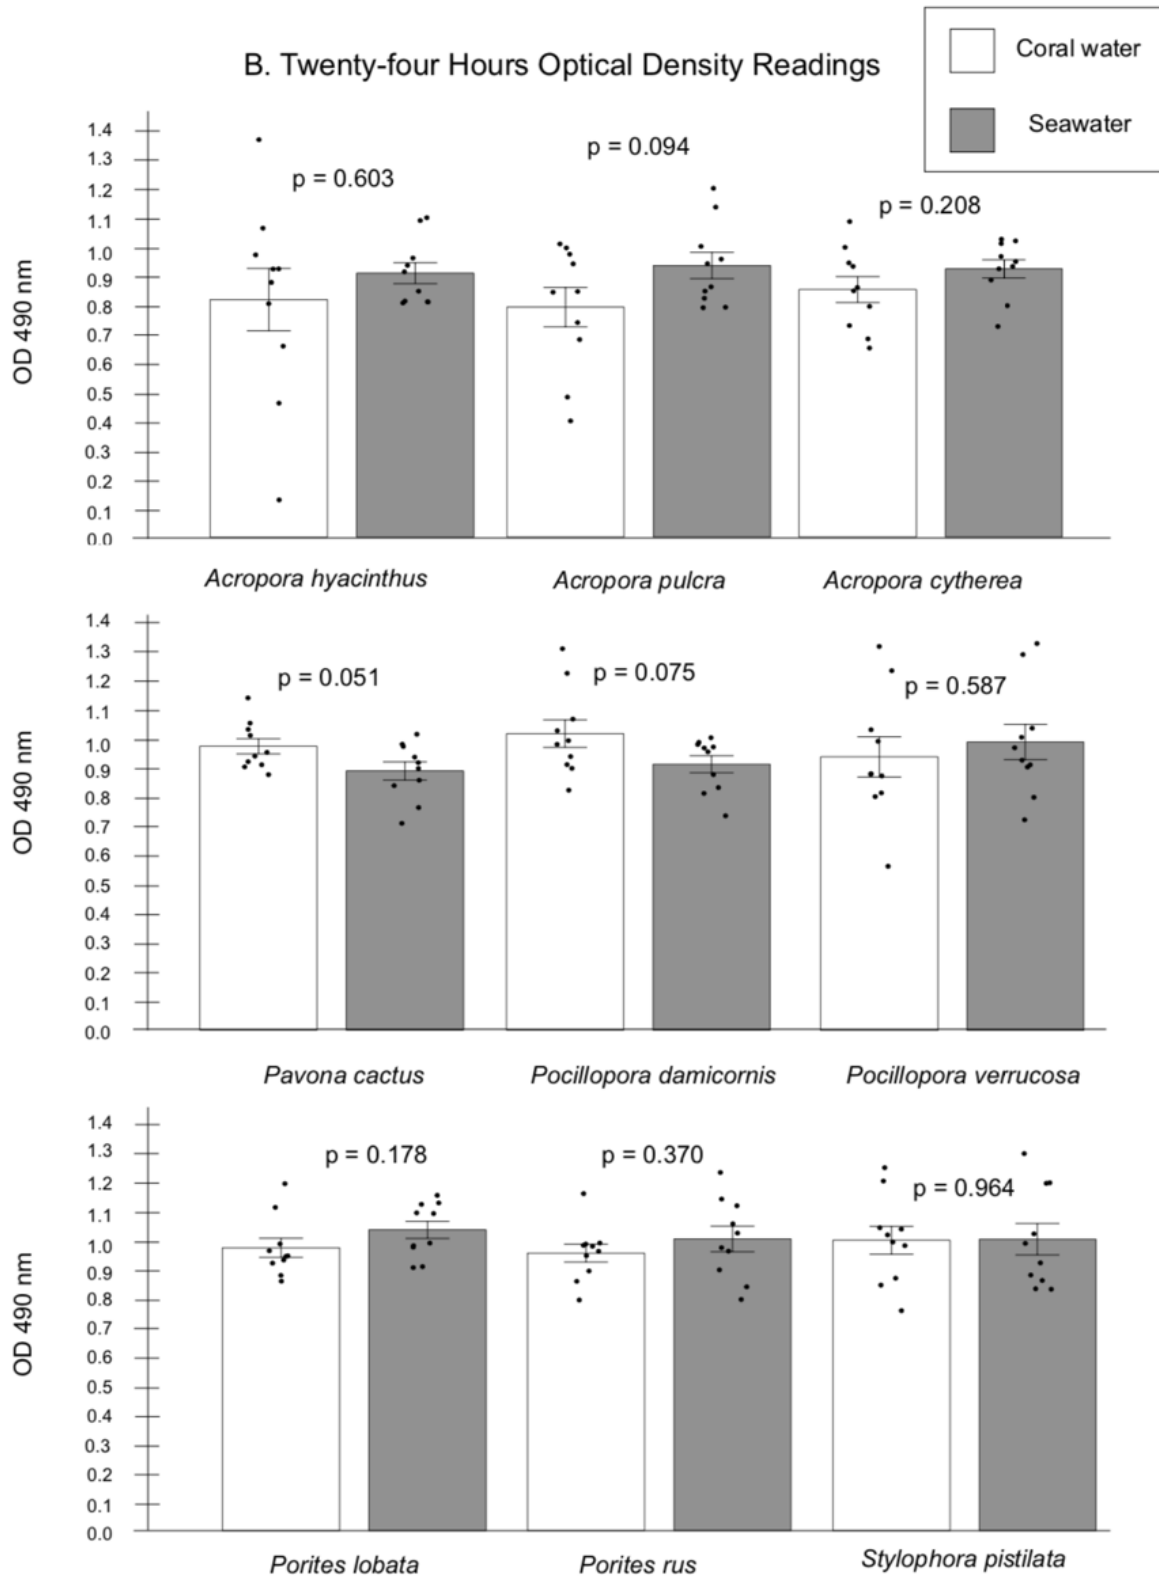 Coral water
B. Twenty-four Hours Optical Density Readings
Seawater
OD 490 nm
1.4
1.3
1.2
1.1
1.0
0.9
0.8
0.7
0.6
0.5
0.4
0.3
0.2
0.1
0.0
p = 0.603
p = 0.094
p = 0.208
Acropora hyacinthus
Acropora pulcra
Acropora cytherea
OD 490 nm
1.4
1.3
1.2
1.1
1.0
0.9
0.8
0.7
0.6
0.5
0.4
0.3
0.2
0.1
0.0
p = 0.051
p = 0.075
p = 0.587
Pavona cactus
Pocillopora damicornis
Pocillopora verrucosa
OD 490 nm
1.4
1.3
1.2
1.1
1.0
0.9
0.8
0.7
0.6
0.5
0.4
0.3
0.2
0.1
0.0
p = 0.178
p = 0.370
p = 0.964
Porites lobata
Porites rus
Stylophora pistilata